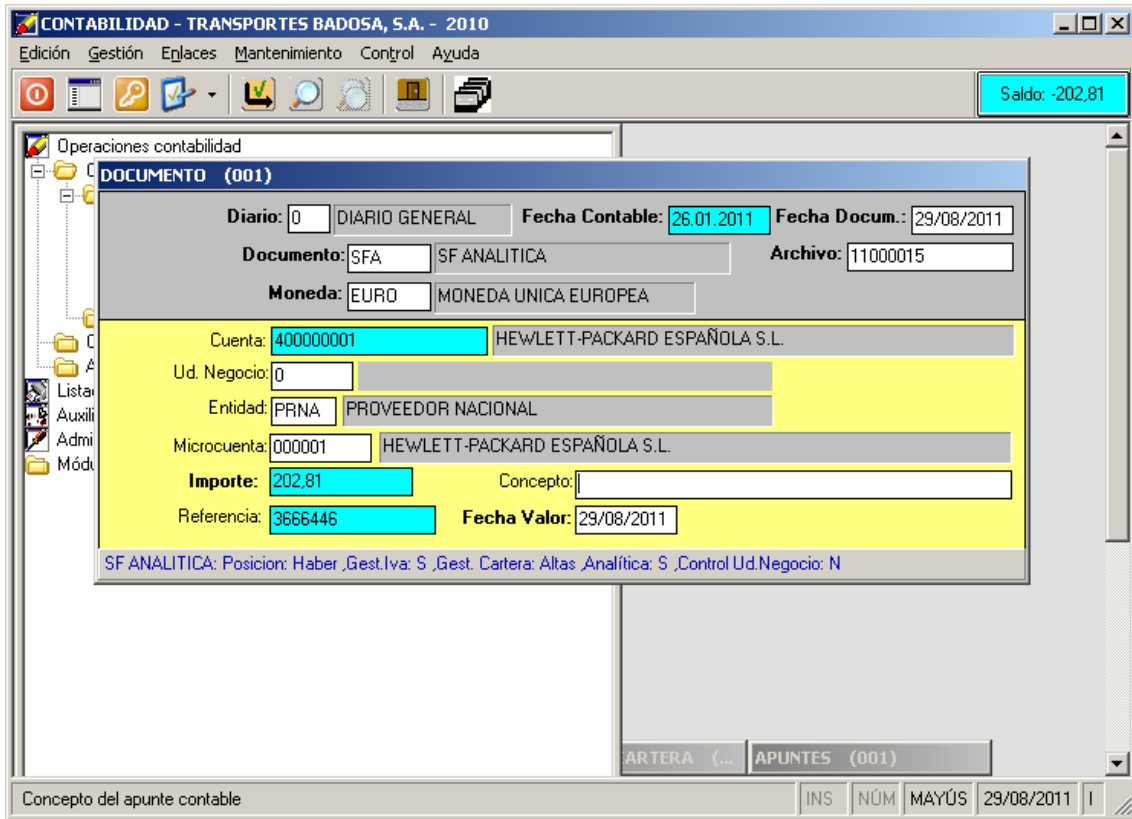 CONTABILIDAD - TRANSPORTES BADOSA, S.A. - 2010
Edición Gestión Enlaces Mantenimiento Control Ayuda
Saldo: -202,81
Operaciones contabilidad
DOCUMENTO (001)
Diario: 0 DIARIO GENERAL Fecha Contable: 26.01.2011 Fecha Docum.: 29/08/2011
Documento: SFA SF ANALITICA Archivo: 11000015
Moneda: EURO MONEDA UNICA EUROPEA
Cuenta: 400000001 HEWLETT-PACKARD ESPAÑOLA S.L.
Ud. Negocio: 0
Entidad: PRNA PROVEEDOR NACIONAL
Microcuenta: 000001 HEWLETT-PACKARD ESPAÑOLA S.L.
Importe: 202,81 Concepto:
Referencia: 3666446 Fecha Valor: 29/08/2011
SF ANALITICA: Posicion: Haber ,Gest.Iva: S ,Gest. Cartera: Altas ,Analítica: S ,Control Ud.Negocio: N
CARTERA (... APUNTES (001)
Concepto del apunte contable INS NÚM MAYÚS 29/08/2011 I